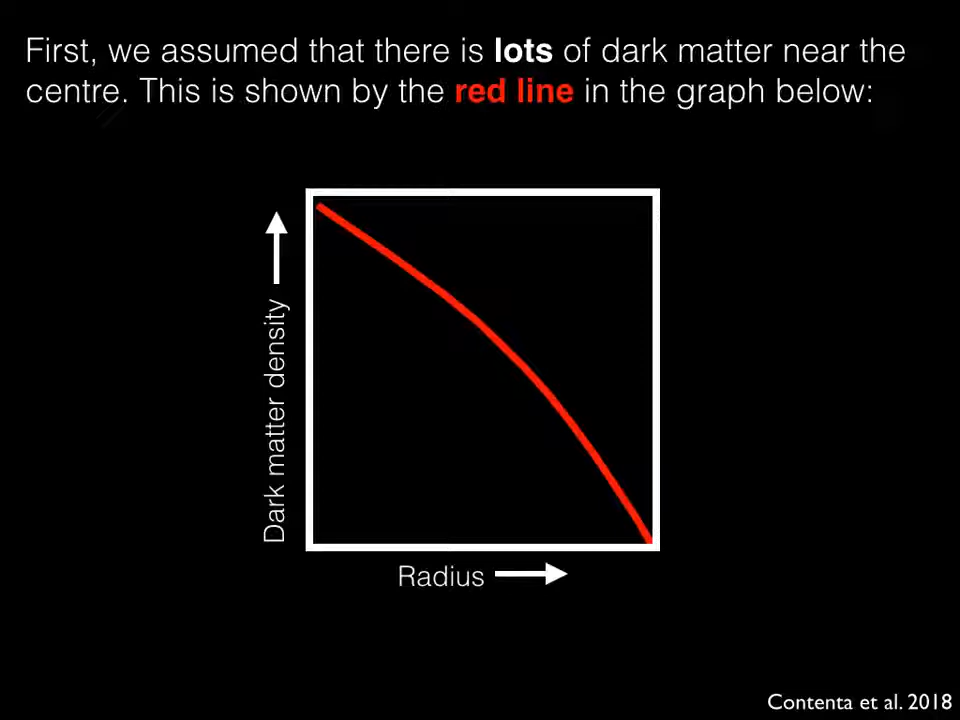 First, we assumed that there is lots of dark matter near the
centre. This is shown by the red line in the graph below:
Dark matter density
Radius
Contenta et al. 2018